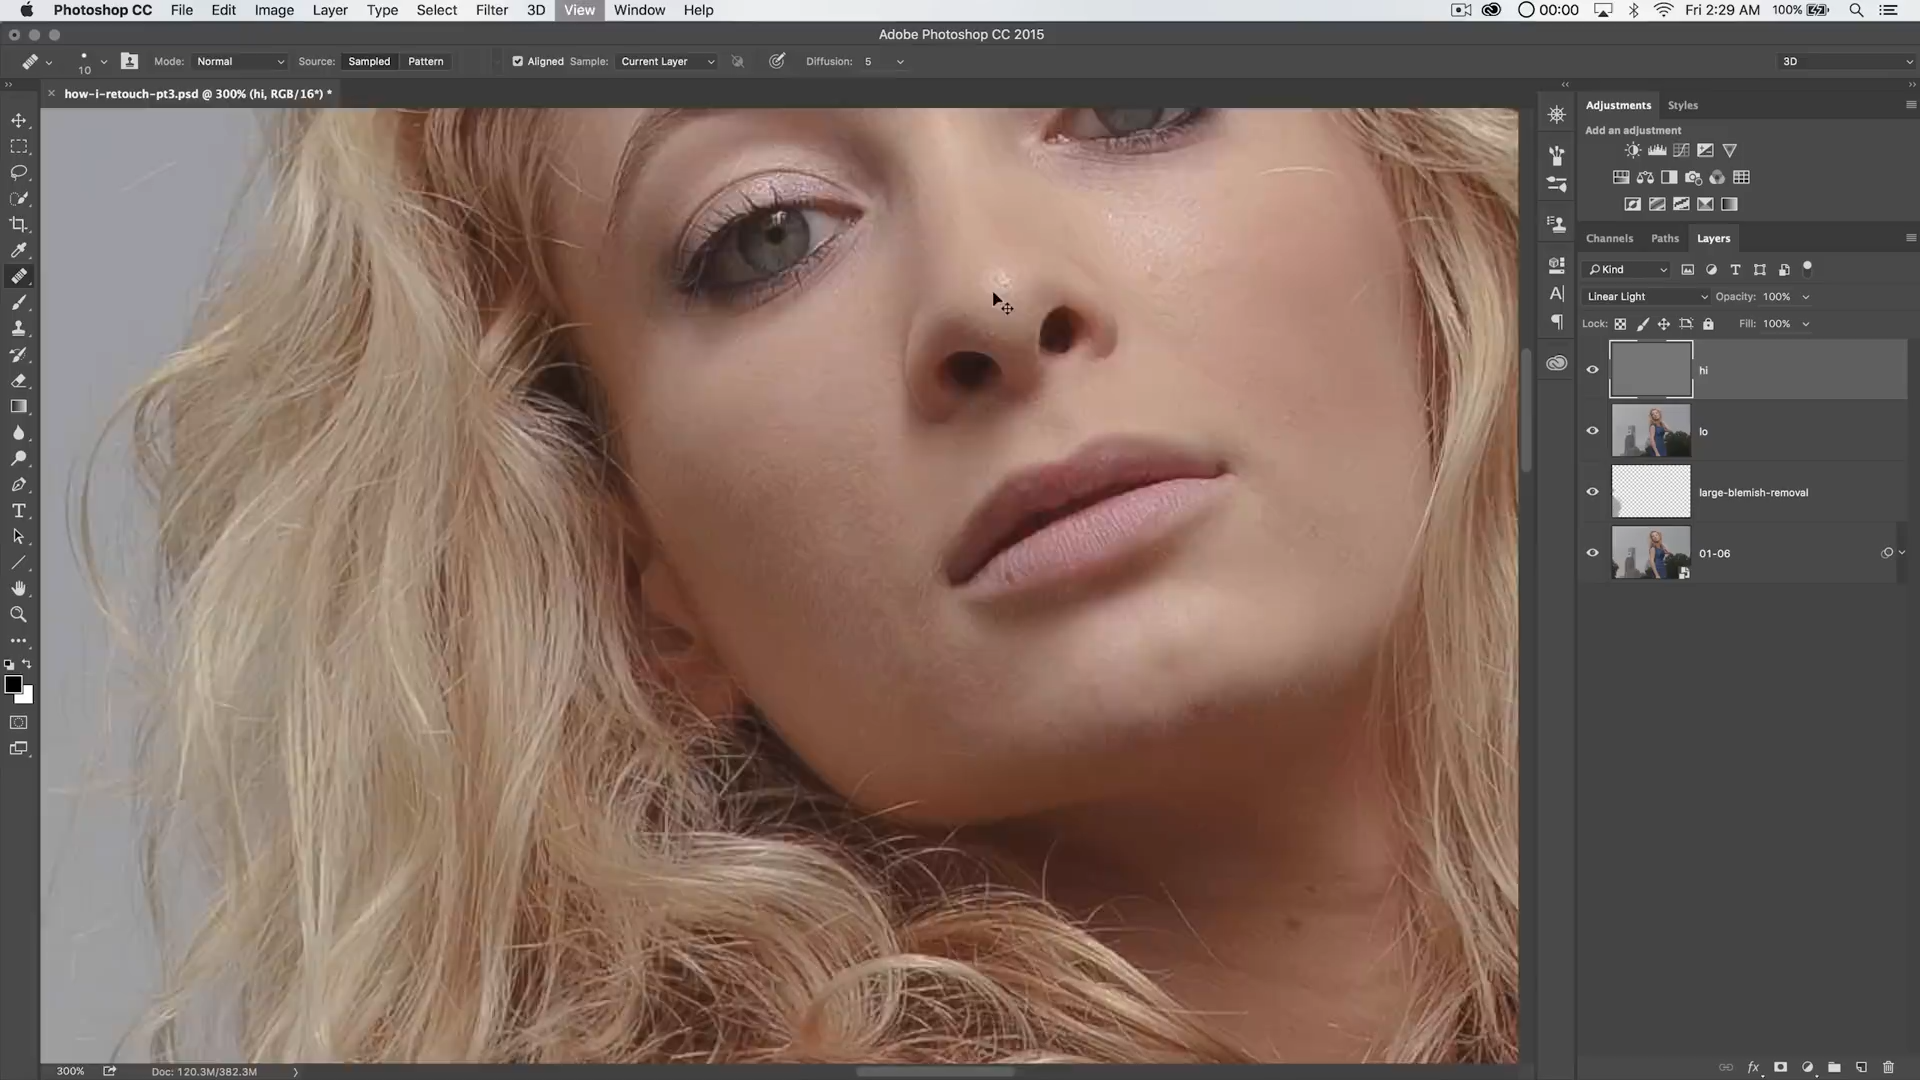 Photoshop CC File Edit Image Layer Type Select Filter 3D View Window Help 00:00 Fri 2:29 AM 100%
Adobe Photoshop CC 2015
10 Mode: Normal Source: Sampled Pattern Aligned Sample: Current Layer Diffusion: 5 3D
how-i-retouch-pt3.psd @ 300% (hi, RGB/16*) *
Adjustments Styles
Add an adjustment
Channels Paths Layers
Kind
Linear Light Opacity: 100%
Lock: Fill: 100%
hi
lo
large-blemish-removal
01-06
300% Doc: 120.3M/382.3M